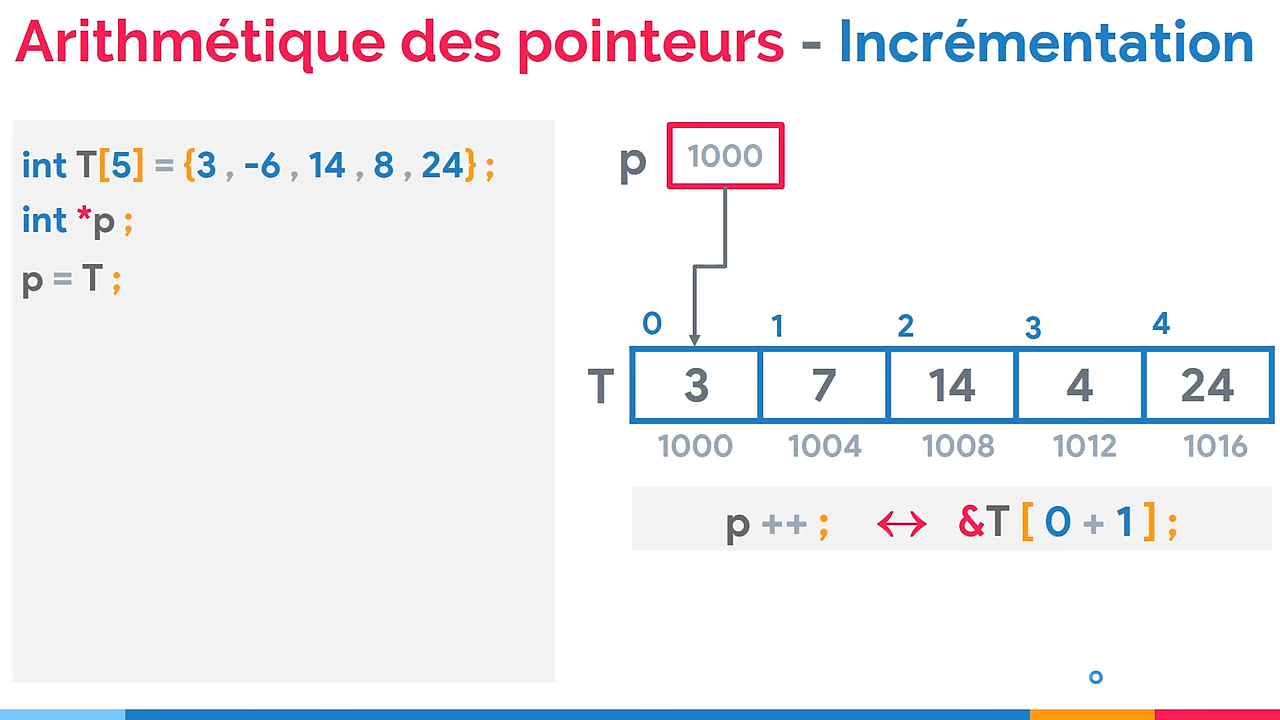 Arithmétique des pointeurs - Incrémentation
int T[5] = {3 , -6 , 14 , 8 , 24} ;
int *p ;
p = T ;
p 1000
0 1 2 3 4
T 3 7 14 4 24
1000 1004 1008 1012 1016
p ++ ; ↔ &T [ 0 + 1 ] ;